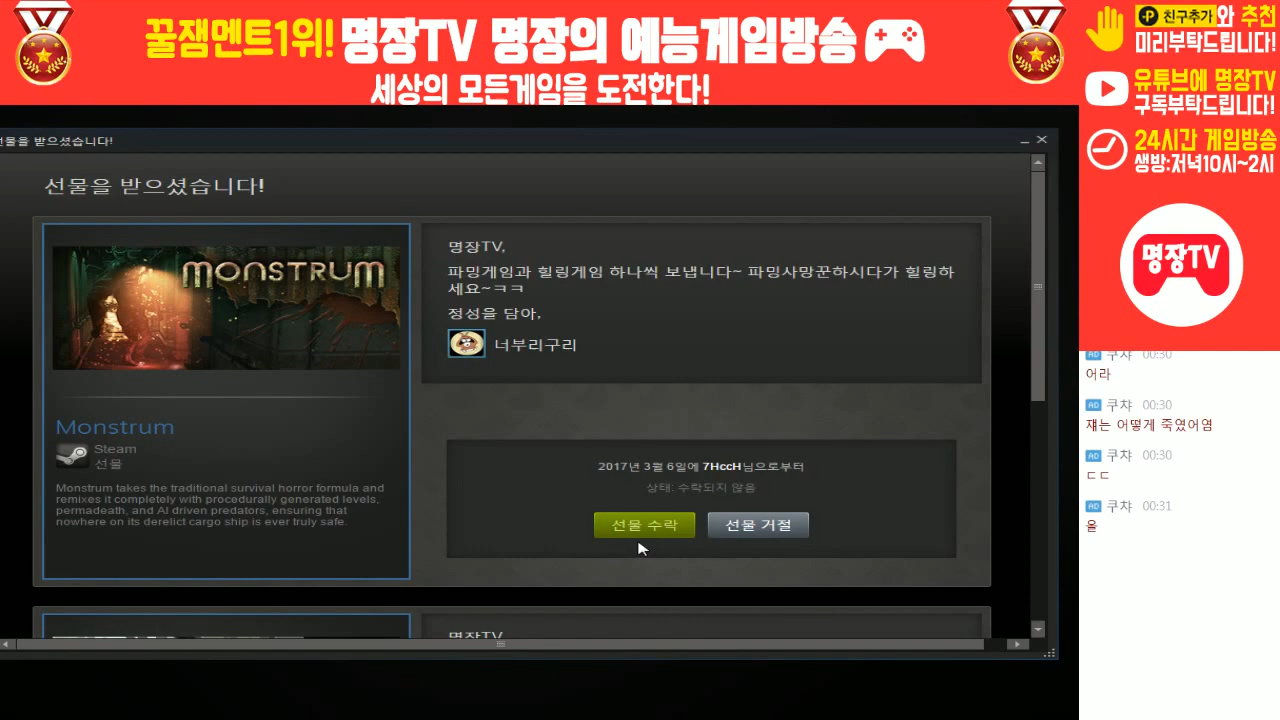 꿀잼멘트1위! 명장TV 명장의 예능게임방송
세상의 모든게임을 도전한다!
P 친구추가 와 추천
미리부탁드립니다!
유튜브에 명장TV
구독부탁드립니다!
24시간 게임방송
생방:저녁10시~2시
명장TV
선물을 받으셨습니다!
선물을 받으셨습니다!
MONSTRUM
Monstrum
Steam
선물
Monstrum takes the traditional survival horror formula and
remixes it completely with procedurally generated levels,
permadeath, and AI driven predators, ensuring that
nowhere on its derelict cargo ship is ever truly safe.
명장TV,
파밍게임과 힐링게임 하나씩 보냅니다~ 파밍사망꾼하시다가 힐링하
세요~ㅋㅋ
정성을 담아,
너부리구리
2017년 3월 6일에 7HccH님으로부터
상태: 수락되지 않음
선물 수락
선물 거절
명장TV
AD 쿠챠 00:30
어라
AD 쿠챠 00:30
쟤는 어떻게 죽였어염
AD 쿠챠 00:30
ㄷㄷ
AD 쿠챠 00:31
올